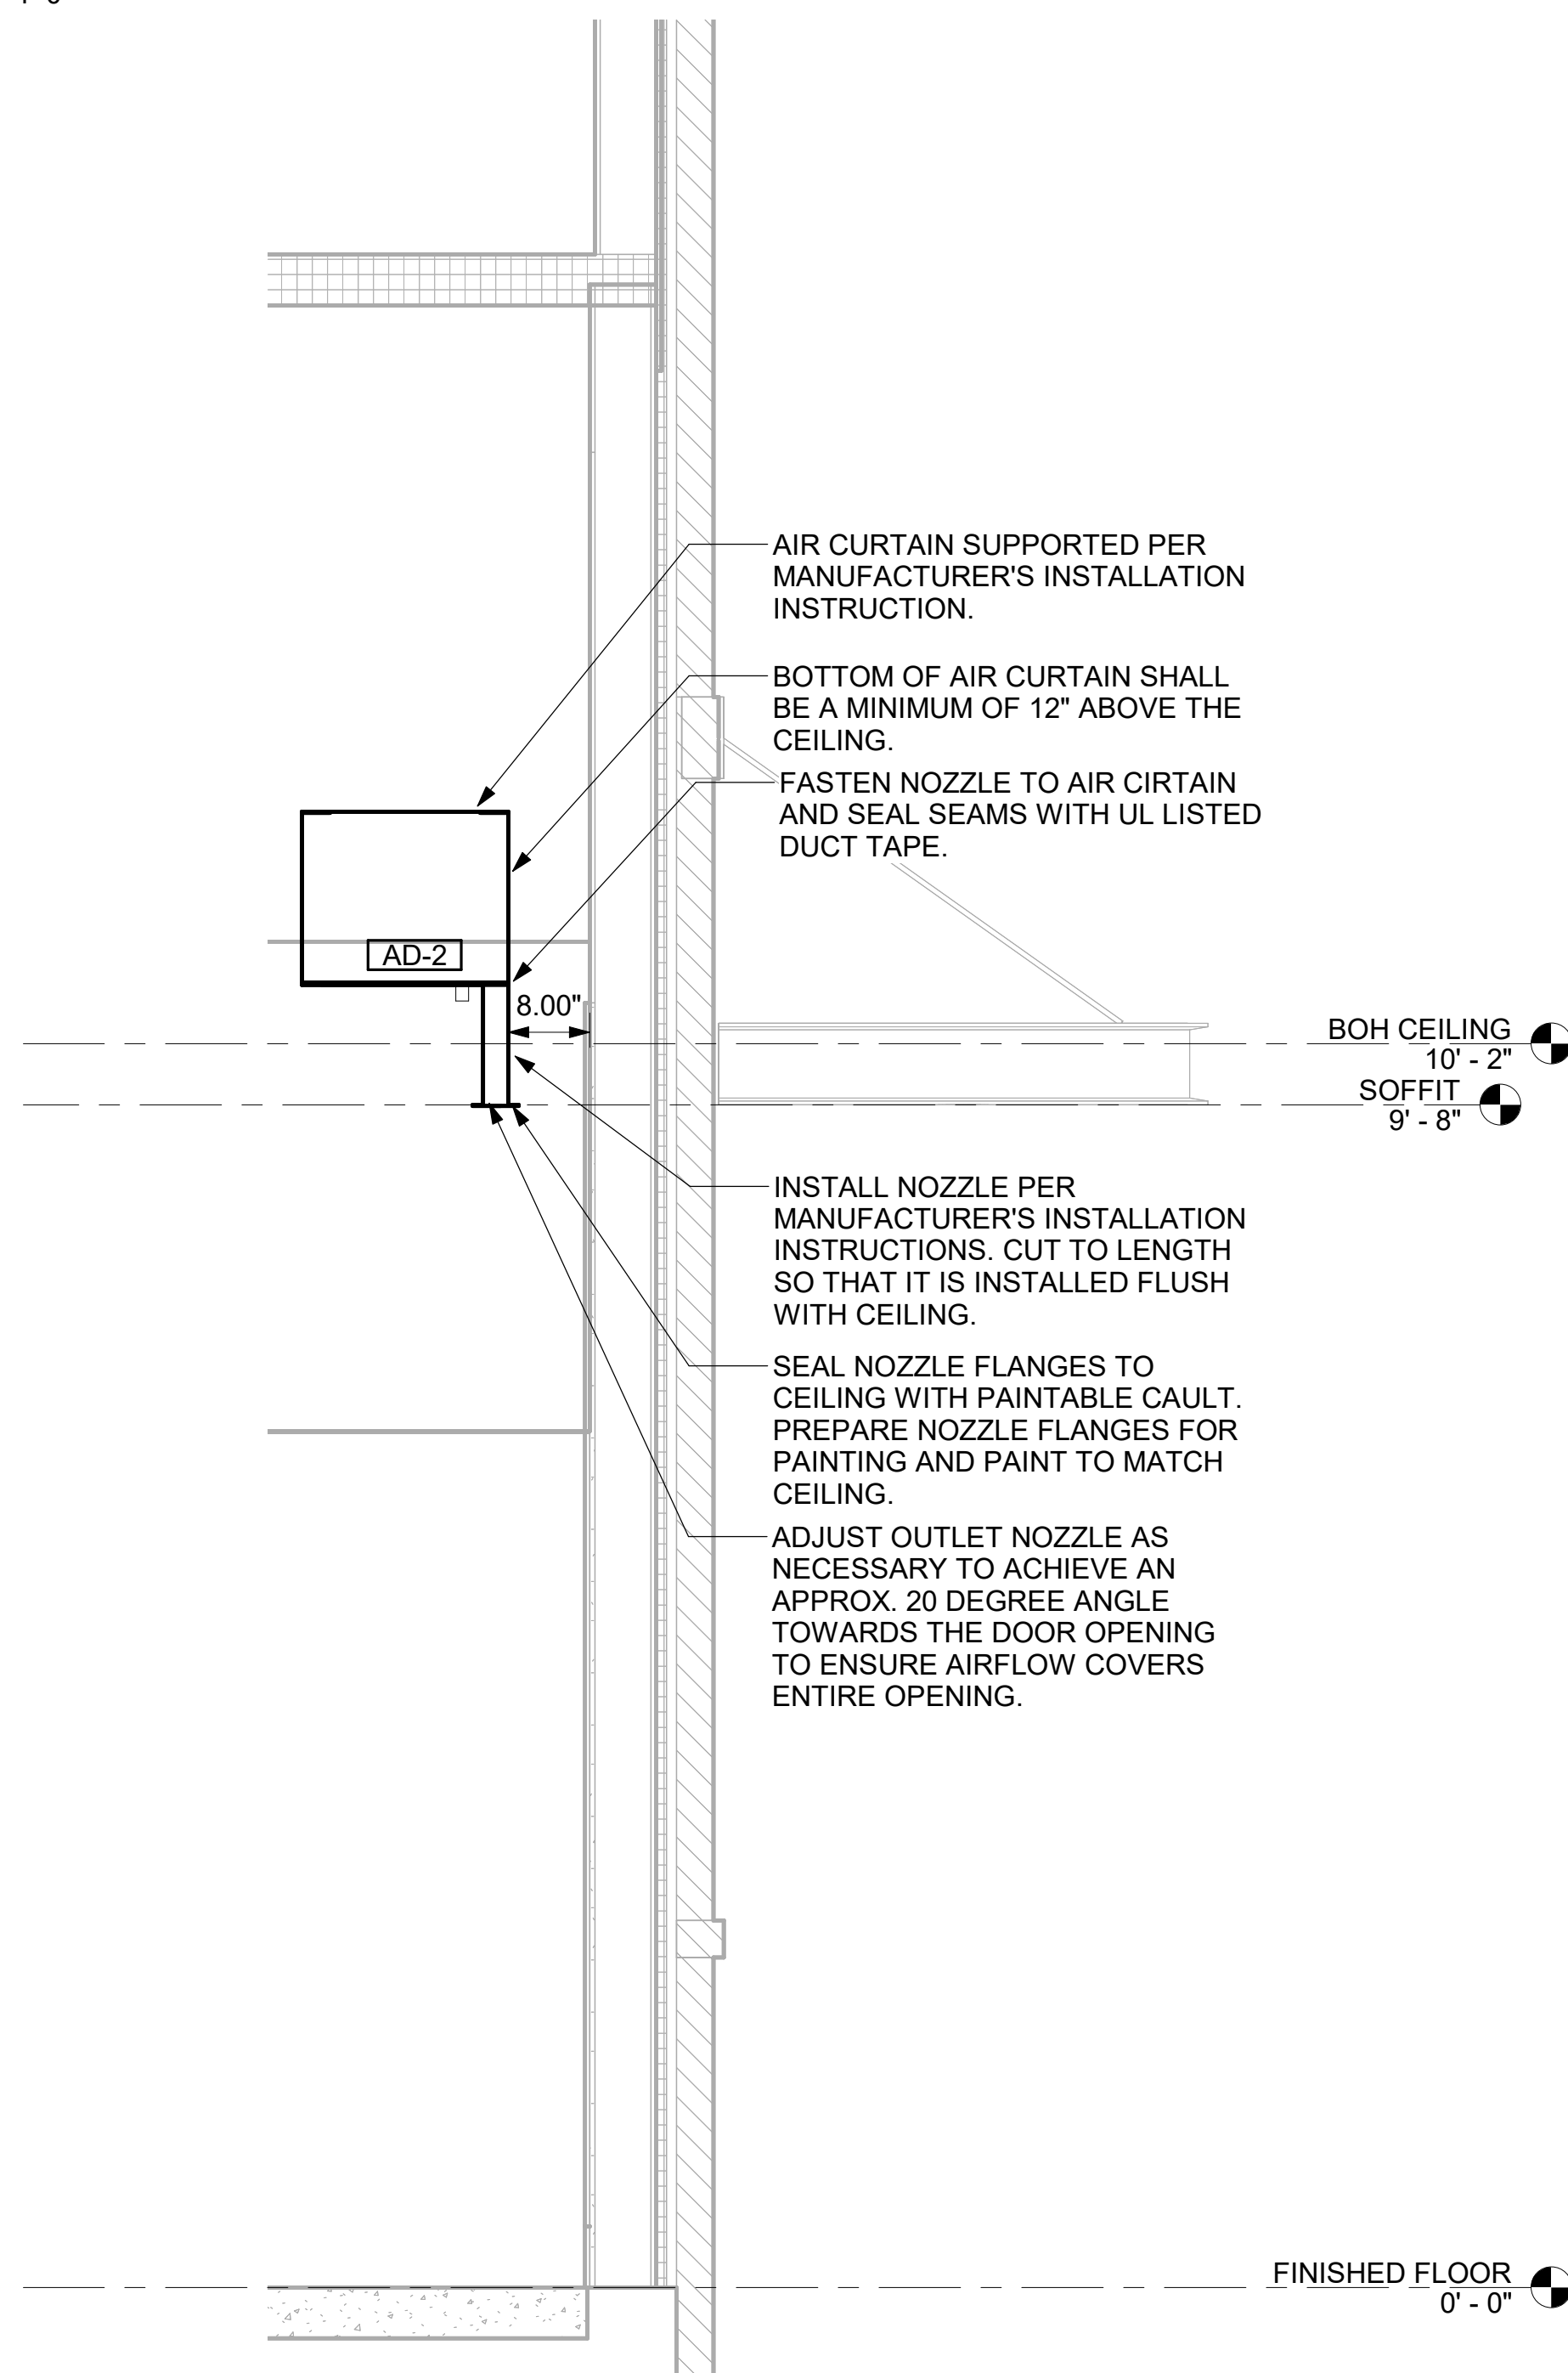 AIR CURTAIN SUPPORTED PER
MANUFACTURER'S INSTALLATION
INSTRUCTION.
BOTTOM OF AIR CURTAIN SHALL
BE A MINIMUM OF 12" ABOVE THE
CEILING.
FASTEN NOZZLE TO AIR CIRTAIN
AND SEAL SEAMS WITH UL LISTED
DUCT TAPE.
AD-2
8.00"
BOH CEILING
10' - 2"
SOFFIT
9' - 8"
INSTALL NOZZLE PER
MANUFACTURER'S INSTALLATION
INSTRUCTIONS. CUT TO LENGTH
SO THAT IT IS INSTALLED FLUSH
WITH CEILING.
SEAL NOZZLE FLANGES TO
CEILING WITH PAINTABLE CAULT.
PREPARE NOZZLE FLANGES FOR
PAINTING AND PAINT TO MATCH
CEILING.
ADJUST OUTLET NOZZLE AS
NECESSARY TO ACHIEVE AN
APPROX. 20 DEGREE ANGLE
TOWARDS THE DOOR OPENING
TO ENSURE AIRFLOW COVERS
ENTIRE OPENING.
FINISHED FLOOR
0' - 0"